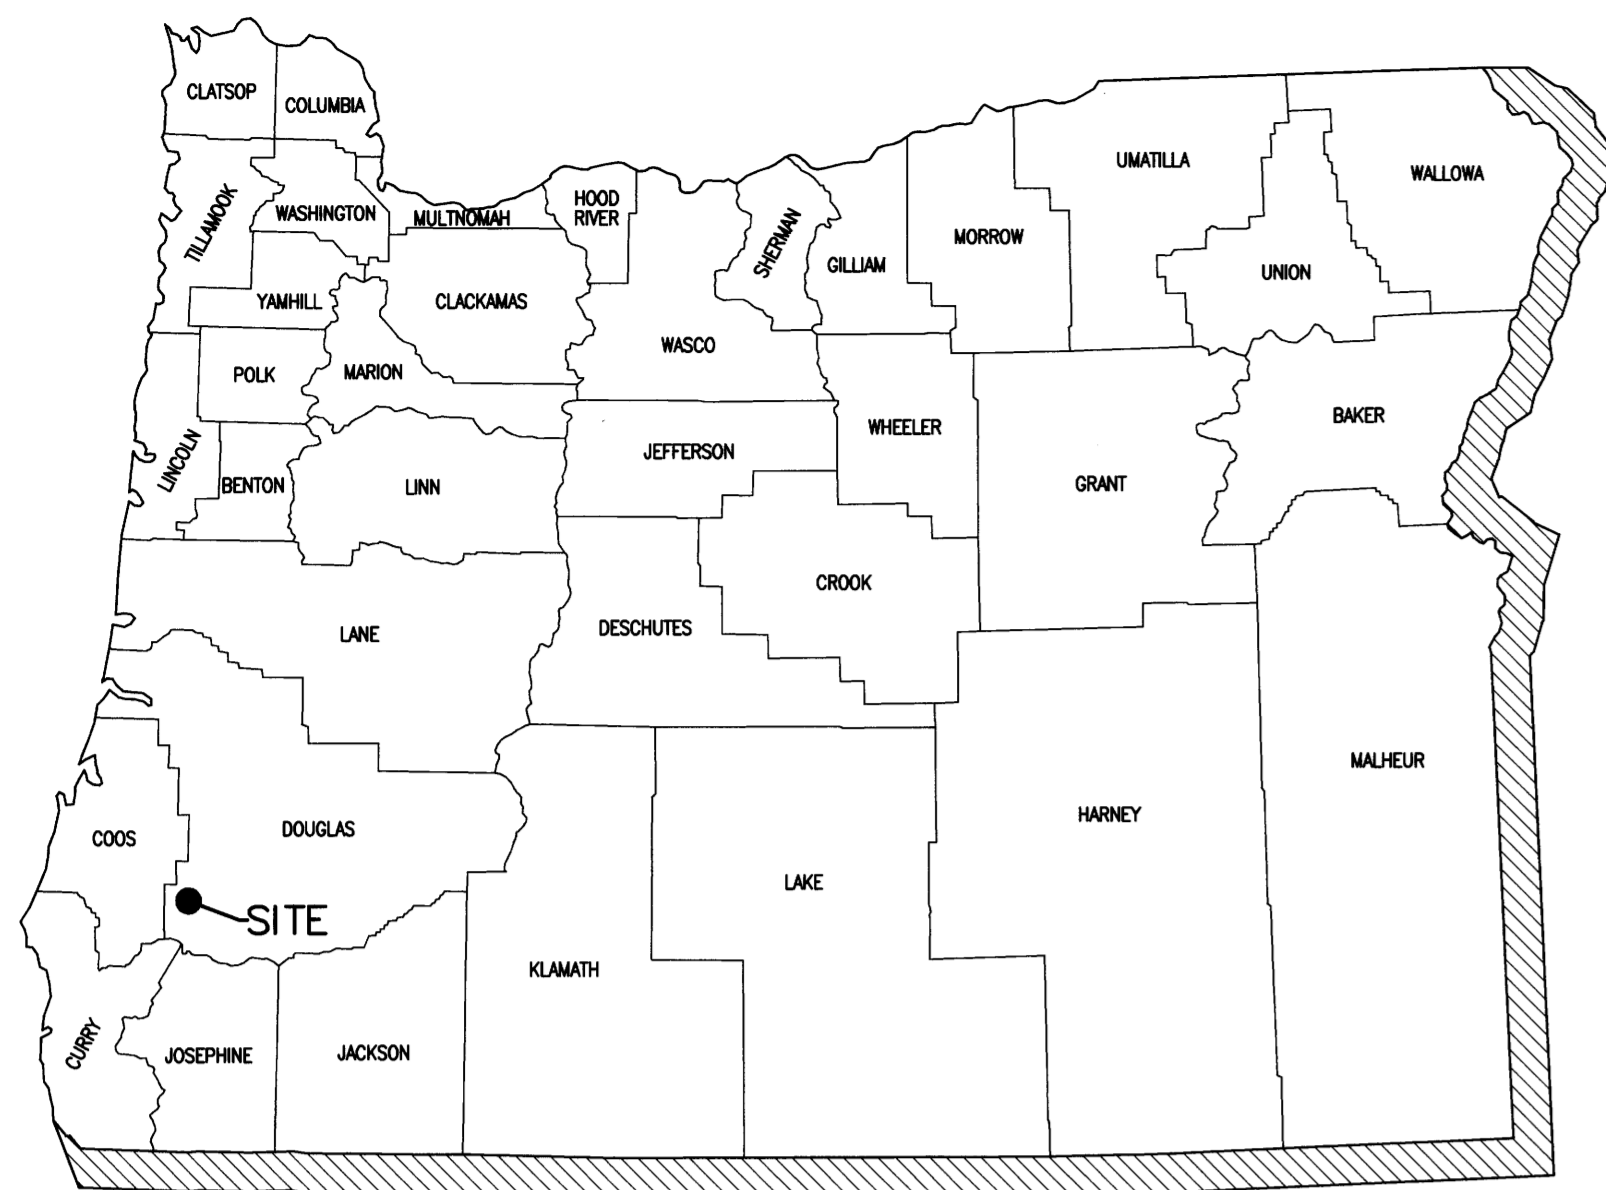 CLATSOP
COLUMBIA
TILLAMOOK
WASHINGTON
MULTNOMAH
HOOD
RIVER
SHERMAN
GILLIAM
MORROW
UMATILLA
WALLOWA
UNION
YAMHILL
CLACKAMAS
WASCO
POLK
MARION
WHEELER
BAKER
LINCOLN
BENTON
LINN
JEFFERSON
GRANT
LANE
DESCHUTES
CROOK
COOS
DOUGLAS
SITE
LAKE
HARNEY
MALHEUR
KLAMATH
CURRY
JOSEPHINE
JACKSON